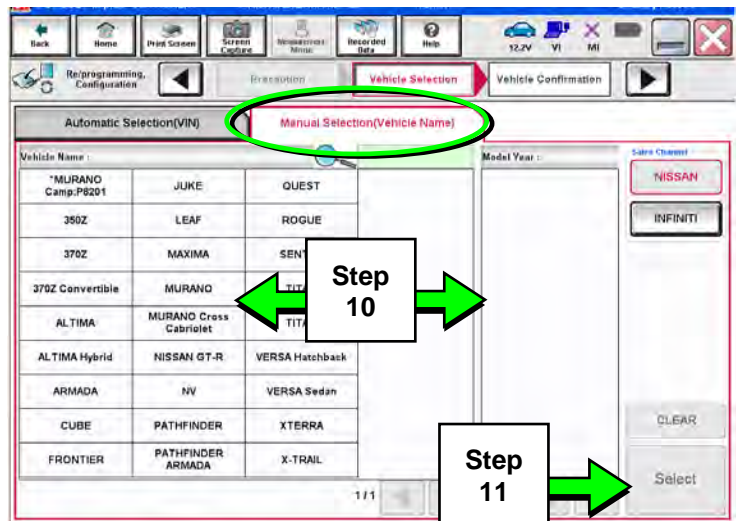 Back Home Print Screen Screen Capture Measurement Mode Recorded Data Help 12.2V VI MI
Re/programming, Configuration Precaution Vehicle Selection Vehicle Confirmation
Automatic Selection(VIN) Manual Selection(Vehicle Name)
Vehicle Name : Model Year : Sales Channel
*MURANO Camp:P8201 JUKE QUEST NISSAN
350Z LEAF ROGUE INFINITI
370Z MAXIMA
370Z Convertible MURANO
ALTIMA MURANO Cross Cabriolet
ALTIMA Hybrid NISSAN GT-R VERSA Hatchback
ARMADA NV VERSA Sedan
CUBE PATHFINDER XTERRA CLEAR
FRONTIER PATHFINDER ARMADA X-TRAIL Select
1/1
Step
10
Step
11